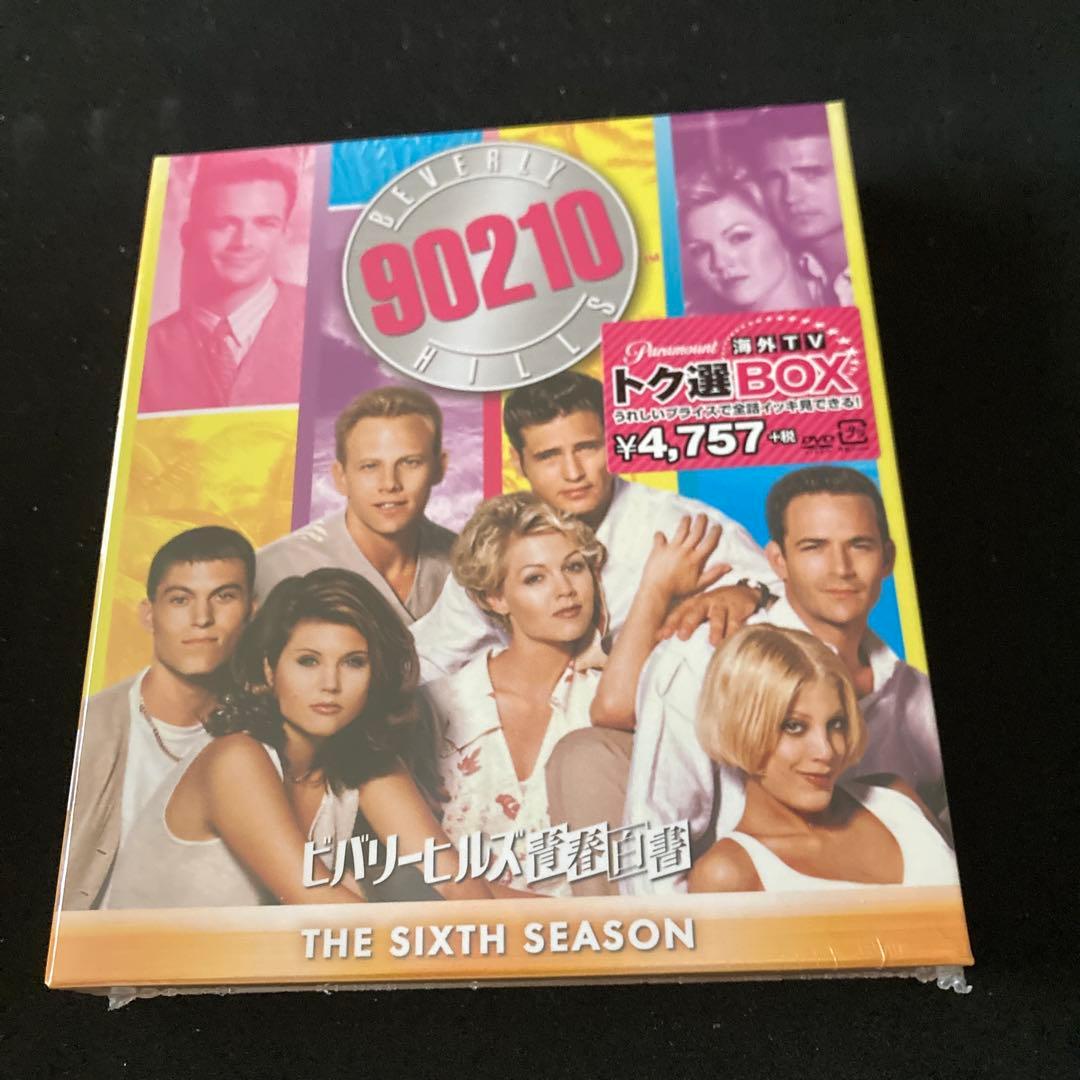 BEVERLY
90210
HILLS
TM
Paramount 海外TV
トク選BOX
うれしいプライスで全話イッキ見できる!
¥4,757+税 DVD
ビバリーヒルズ青春白書
THE SIXTH SEASON